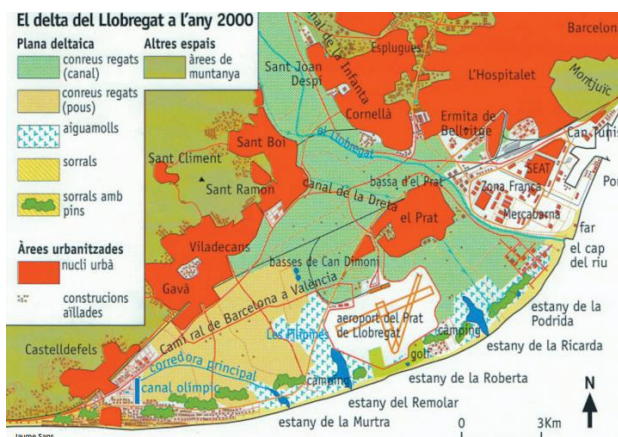 El delta del Llobregat a l'any 2000
Plana deltaica
conreus regats
(canal)
conreus regats
(pous)
aiguamolls
sorrals
sorrals amb
pins
Altres espais
àrees de
muntanya
Àrees urbanitzades
nucli urbà
construcions
aïllades
Barcelon
Esplugues
canal de la Infanta
Sant Joan
Despí
L'Hospitalet
Montjuïc
Cornellà
Ermita de
Bellvitge
Can Tunis
el Llobregat
Sant Boi
Sant Climent
Sant Ramon
canal de la Dreta
bassa d'el Prat
SEAT
Zona Franca
Mercabarna
Por
el Prat
far
el cap
del riu
Viladecans
basses de Can Dimoni
Gavà
Camí ral de Barcelona a València
aeroport del Prat
de Llobregat
Les Filipines
estany de la
Podrida
càmping
estany de la Ricarda
golf
estany de la Roberta
Castelldefels
corredora principal
canal olímpic
càmping
estany del Remolar
estany de la Murtra
N
0 3Km
Jaume Sans